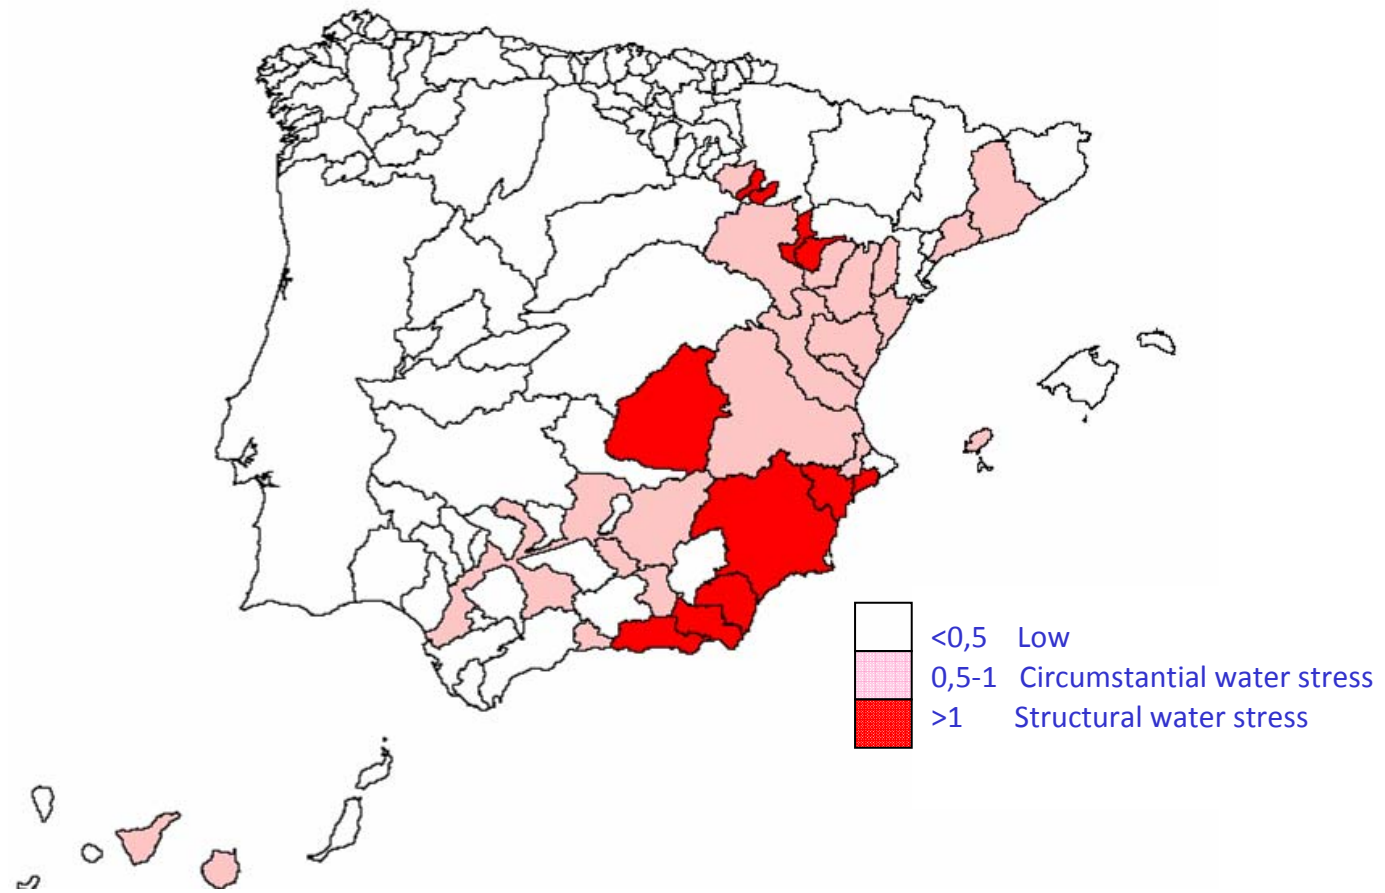 <0,5 Low
0,5-1 Circumstantial water stress
>1 Structural water stress